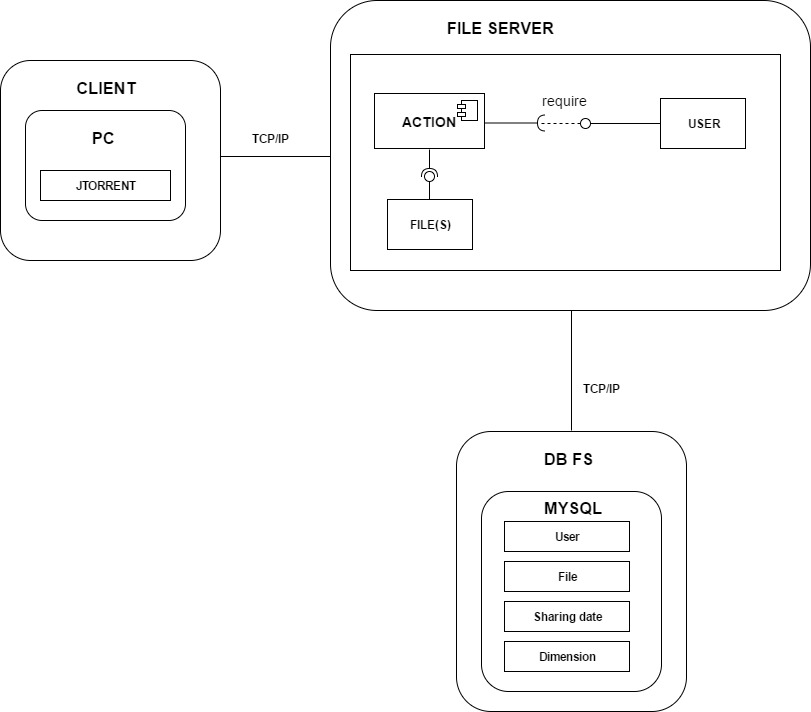 FILE SERVER
CLIENT
PC
JTORRENT
TCP/IP
ACTION
require
USER
FILE(S)
TCP/IP
DB FS
MYSQL
User
File
Sharing date
Dimension